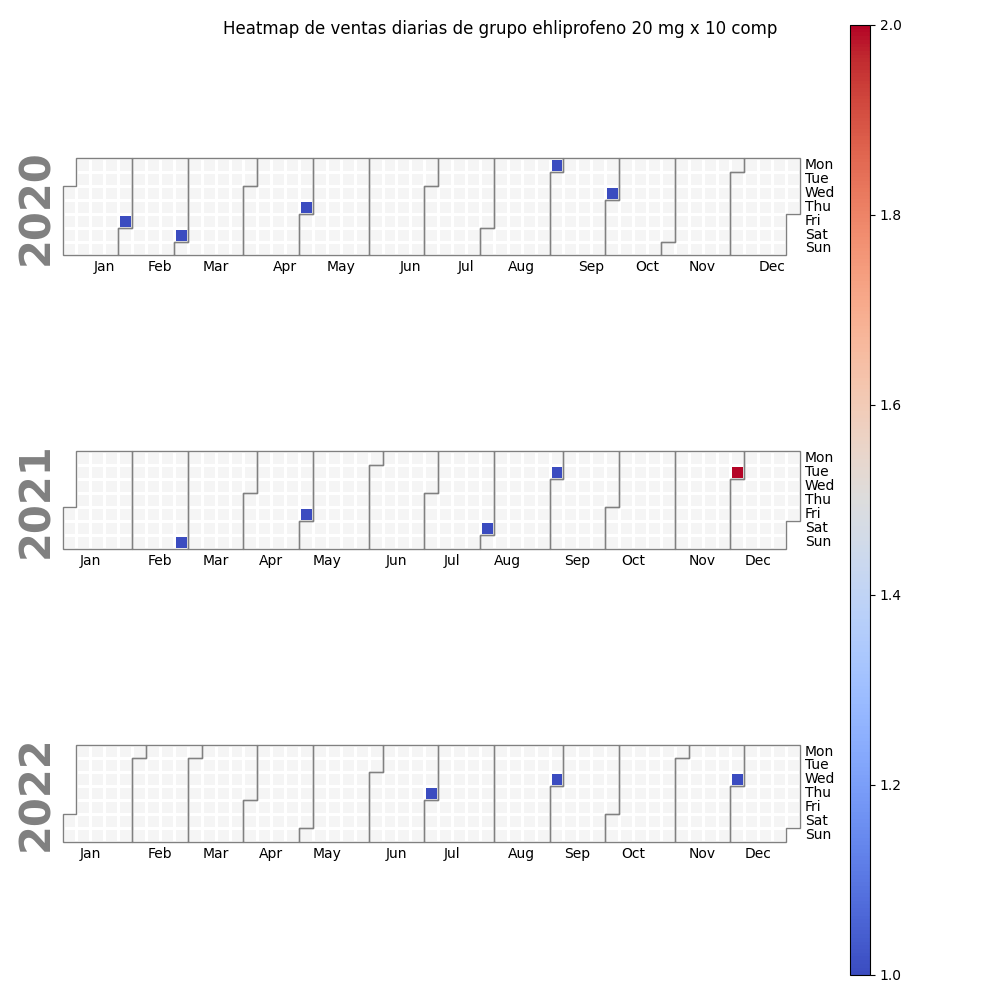 Heatmap de ventas diarias de grupo ehliprofeno 20 mg x 10 comp
2020
Mon
Tue
Wed
Thu
Fri
Sat
Sun
Jan Feb Mar Apr May Jun Jul Aug Sep Oct Nov Dec
2021
Mon
Tue
Wed
Thu
Fri
Sat
Sun
Jan Feb Mar Apr May Jun Jul Aug Sep Oct Nov Dec
2022
Mon
Tue
Wed
Thu
Fri
Sat
Sun
Jan Feb Mar Apr May Jun Jul Aug Sep Oct Nov Dec
2.0
1.8
1.6
1.4
1.2
1.0